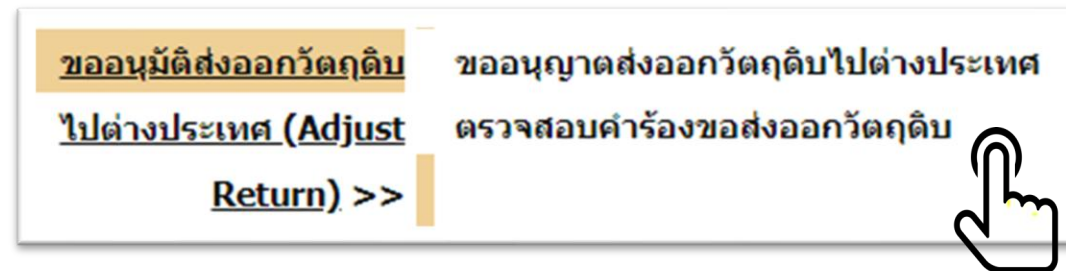 ขออนุมัติส่งออกวัตถุดิบ
ไปต่างประเทศ (Adjust
Return) >>
ขออนุญาตส่งออกวัตถุดิบไปต่างประเทศ
ตรวจสอบคำร้องขอส่งออกวัตถุดิบ